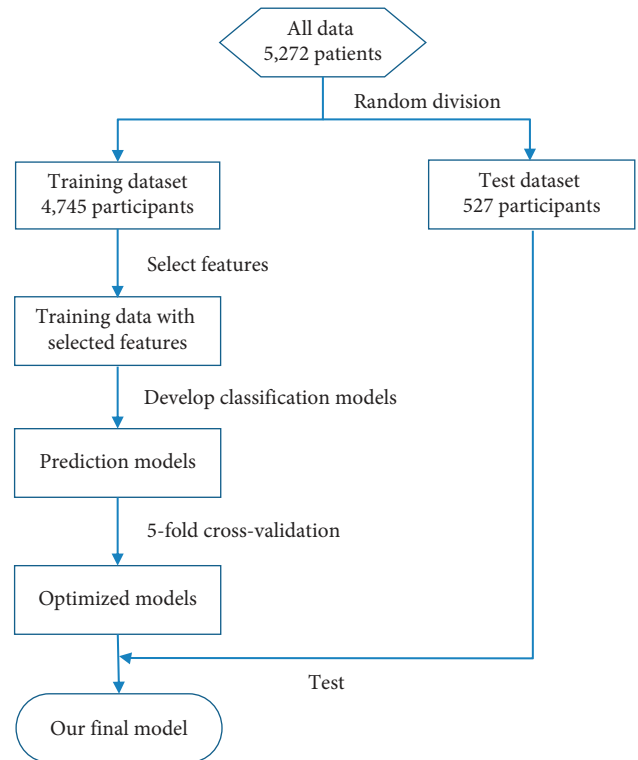 All data
5,272 patients
Random division
Training dataset
4,745 participants
Test dataset
527 participants
Select features
Training data with
selected features
Develop classification models
Prediction models
5-fold cross-validation
Optimized models
Test
Our final model